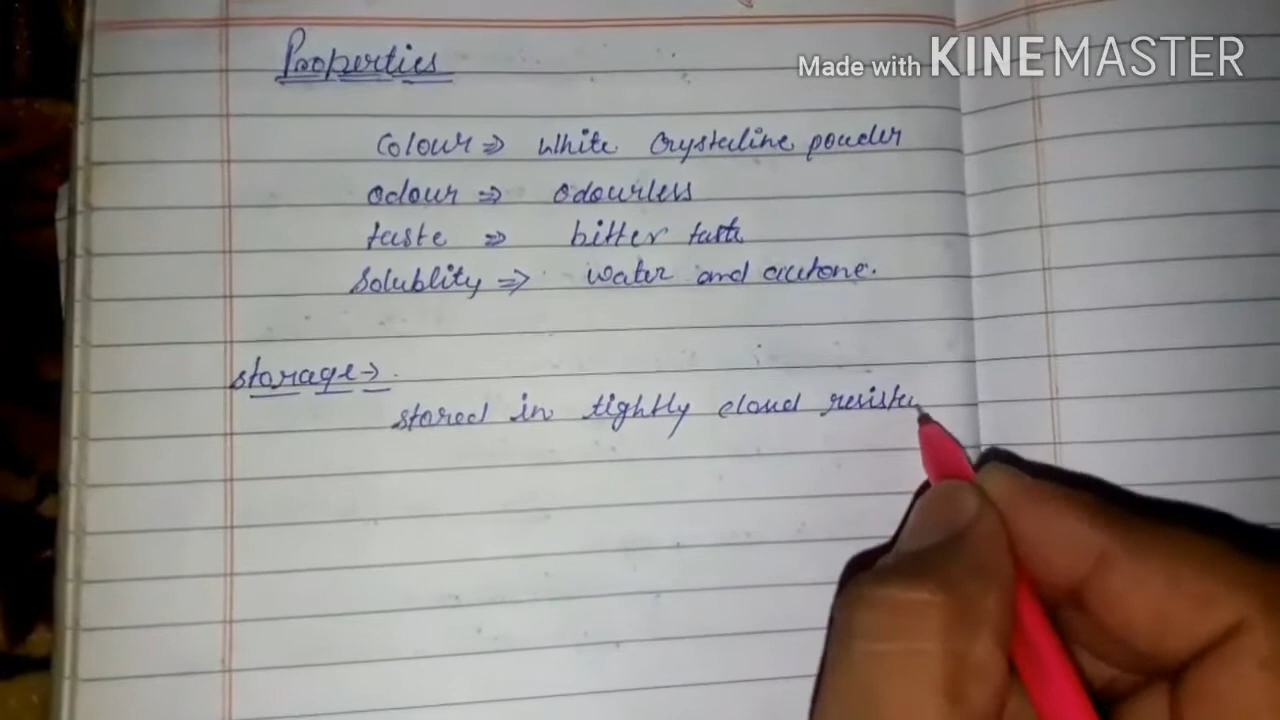 Made with KINEMASTER
Properties
Colour ⇒ White Crystaline powder
odour ⇒ odourless
taste ⇒ bitter taste
Solublity ⇒ water and acetone.
Storage →
stored in tightly closed resiste